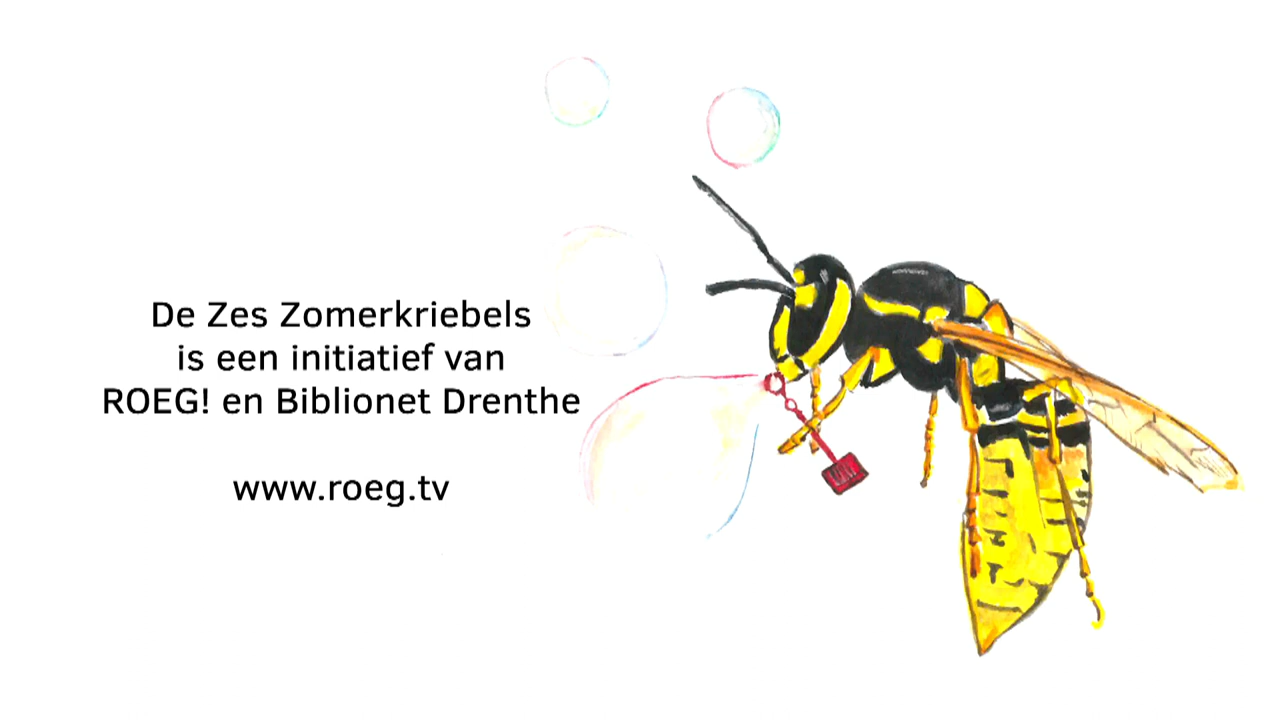 De Zes Zomerkriebels
is een initiatief van
ROEG! en Biblionet Drenthe
www.roeg.tv